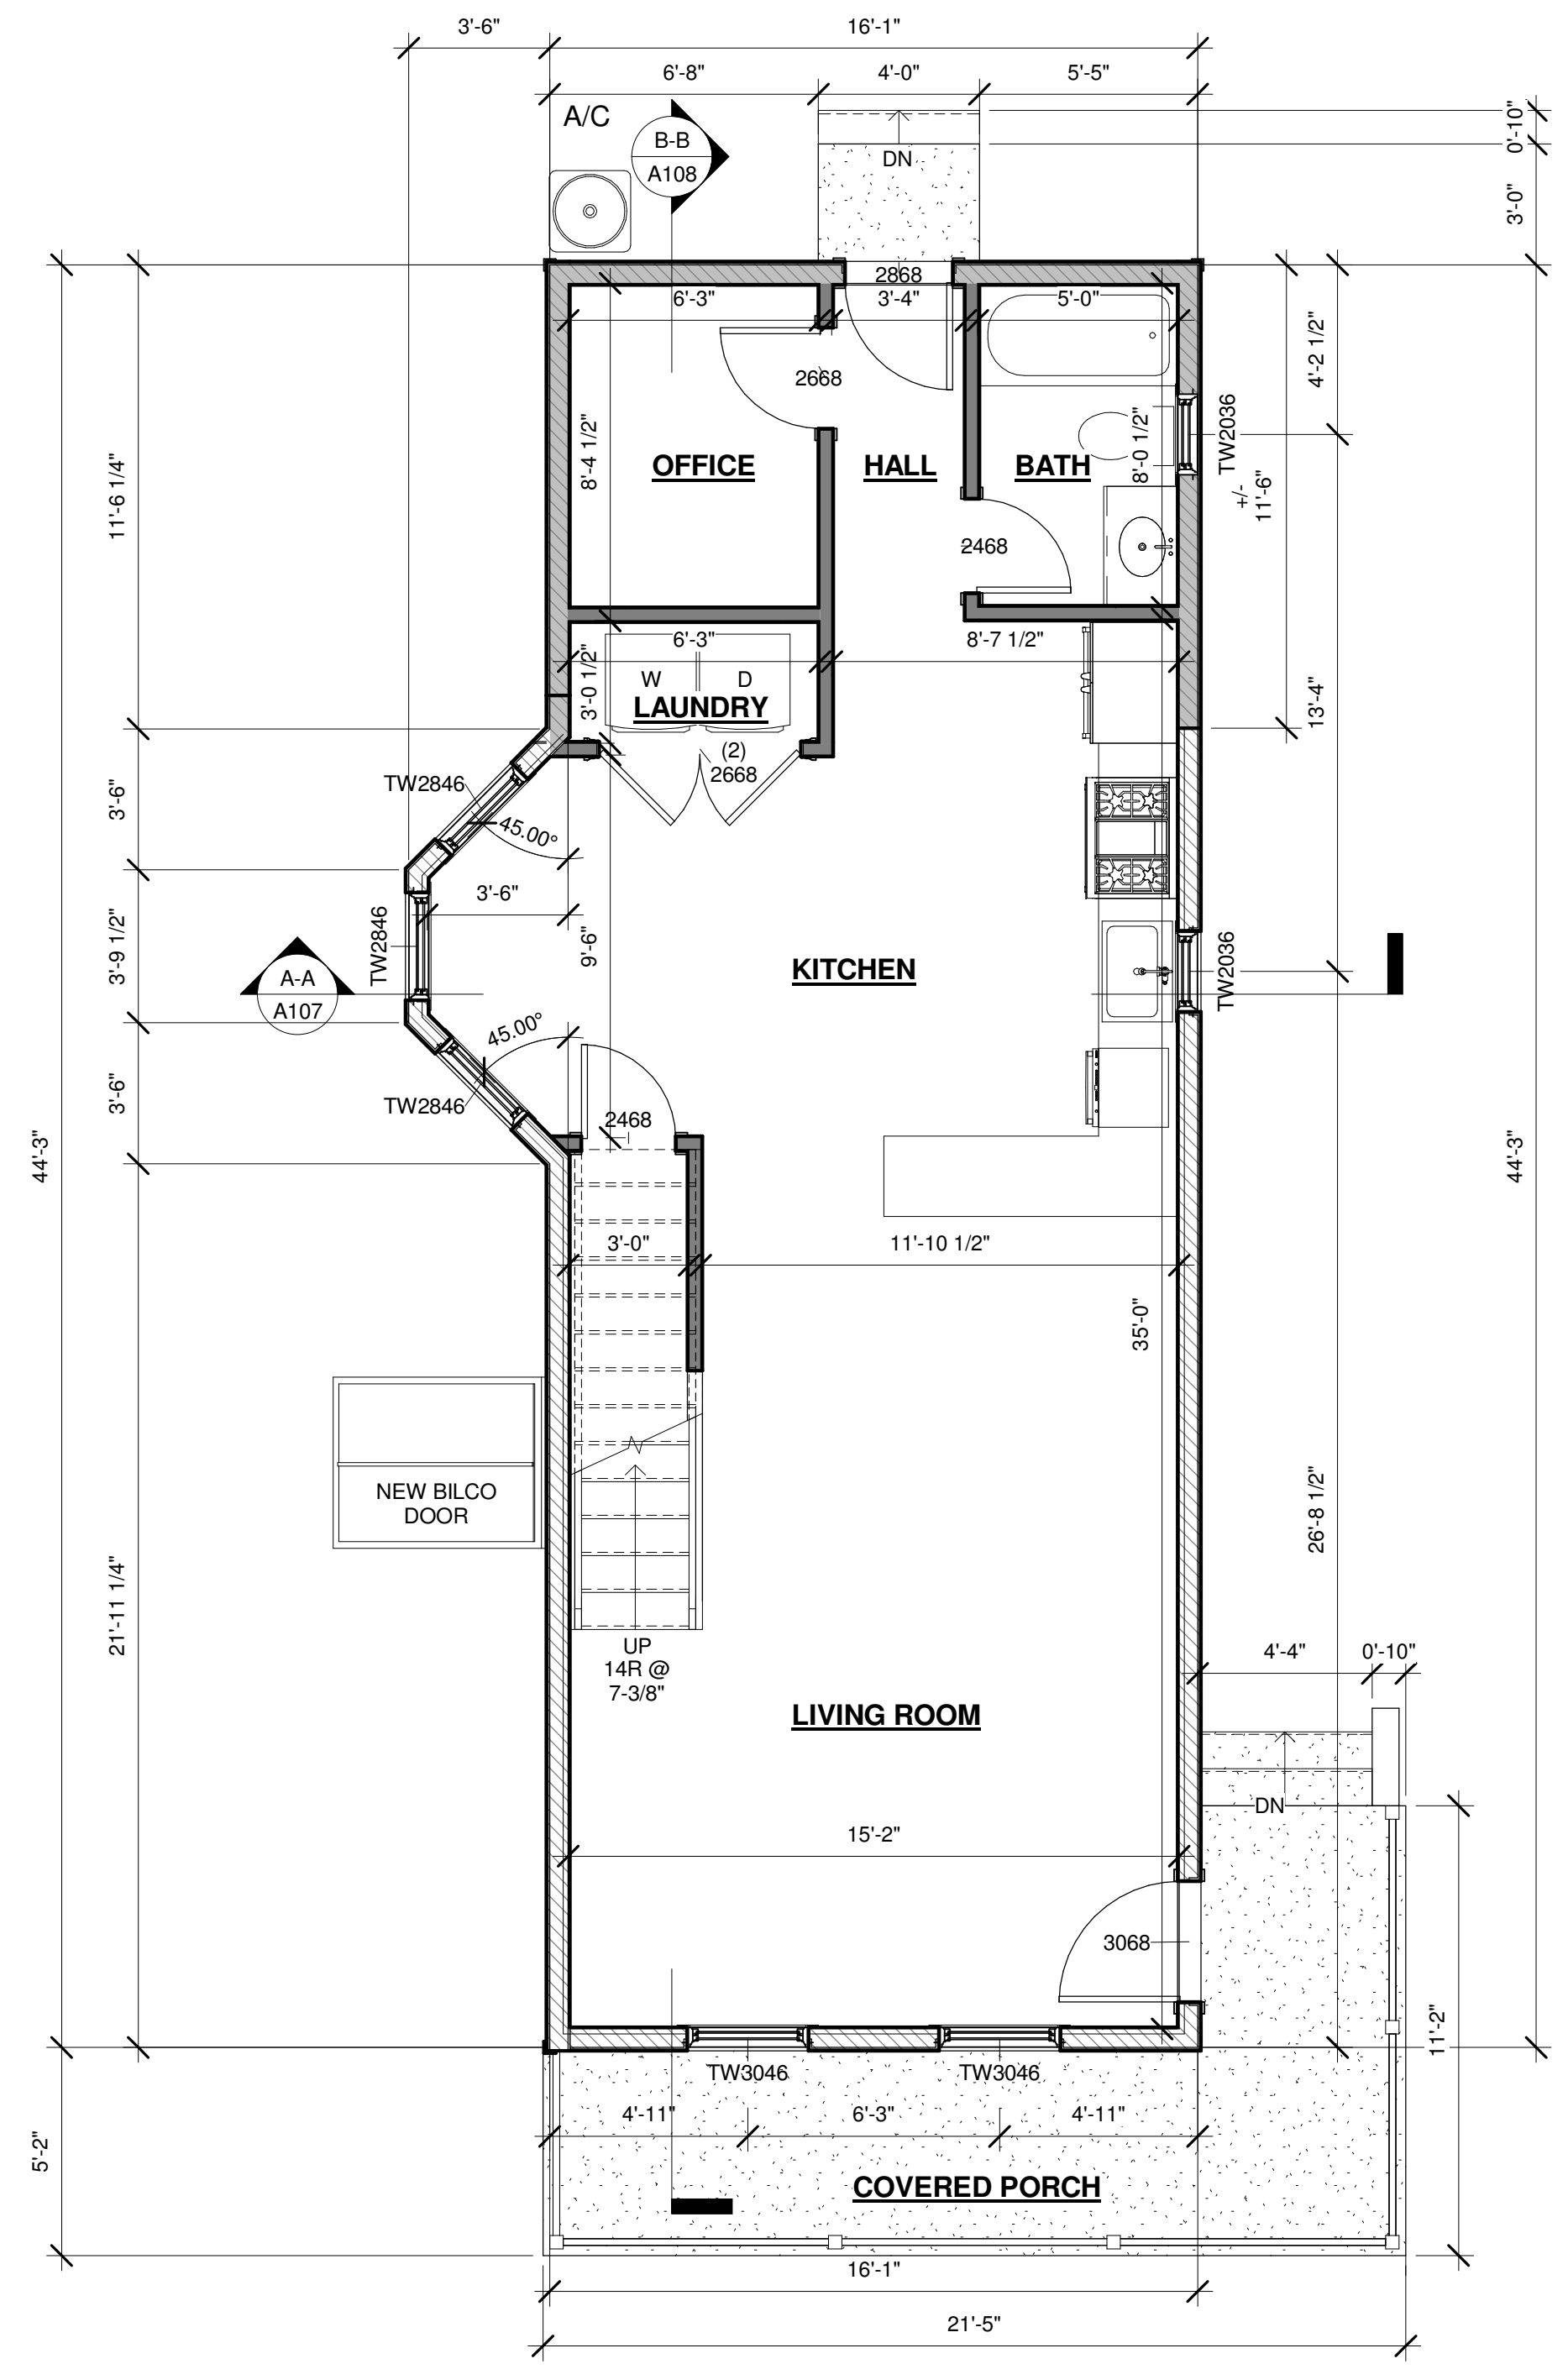 3'-6"
16'-1"
6'-8"
4'-0"
5'-5"
A/C
B-B
A108
DN
0'-10"
3'-0"
2868
6'-3"
3'-4"
5'-0"
4'-2 1/2"
2668
TW2036
8'-4 1/2"
OFFICE
HALL
BATH
8'-0 1/2"
+/-
11'-6"
11'-6 1/4"
2468
6'-3"
8'-7 1/2"
3'-0 1/2"
W
D
LAUNDRY
13'-4"
(2)
2668
TW2846
3'-6"
45.00°
3'-6"
3'-9 1/2"
TW2846
9'-6"
KITCHEN
TW2036
A-A
A107
45.00°
3'-6"
TW2846
2468
44'-3"
44'-3"
3'-0"
11'-10 1/2"
35'-0"
NEW BILCO
DOOR
26'-8 1/2"
21'-11 1/4"
UP
14R @
7-3/8"
4'-4"
0'-10"
LIVING ROOM
DN
15'-2"
3068
11'-2"
TW3046
TW3046
4'-11"
6'-3"
4'-11"
5'-2"
COVERED PORCH
16'-1"
21'-5"